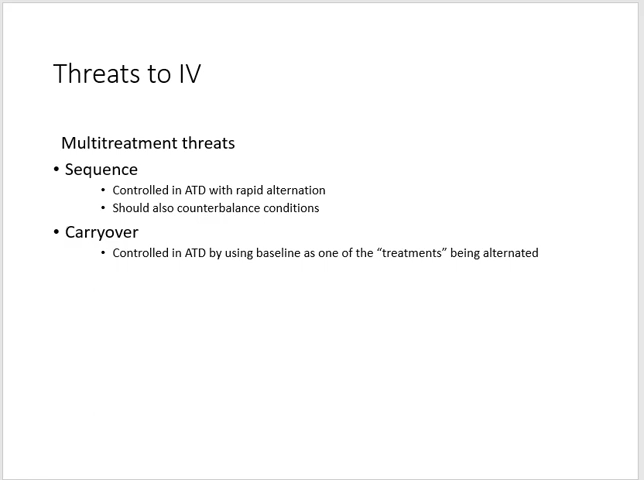 Threats to IV
Multitreatment threats
• Sequence
• Controlled in ATD with rapid alternation
• Should also counterbalance conditions
• Carryover
• Controlled in ATD by using baseline as one of the “treatments” being alternated